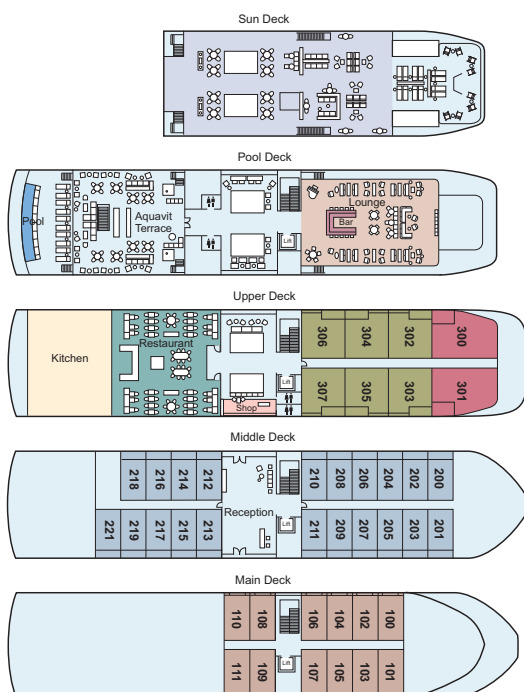 Sun Deck
Pool Deck
Pool
Aquavit
Terrace
Lounge
Bar
Lift
Upper Deck
Kitchen
Restaurant
306 304 302 300
Lift
Shop
307 305 303 301
Middle Deck
218 216 214 212 210 208 206 204 202 200
Reception
Lift
221 219 217 215 213 211 209 207 205 203 201
Main Deck
110 108 106 104 102 100
Lift
111 109 107 105 103 101